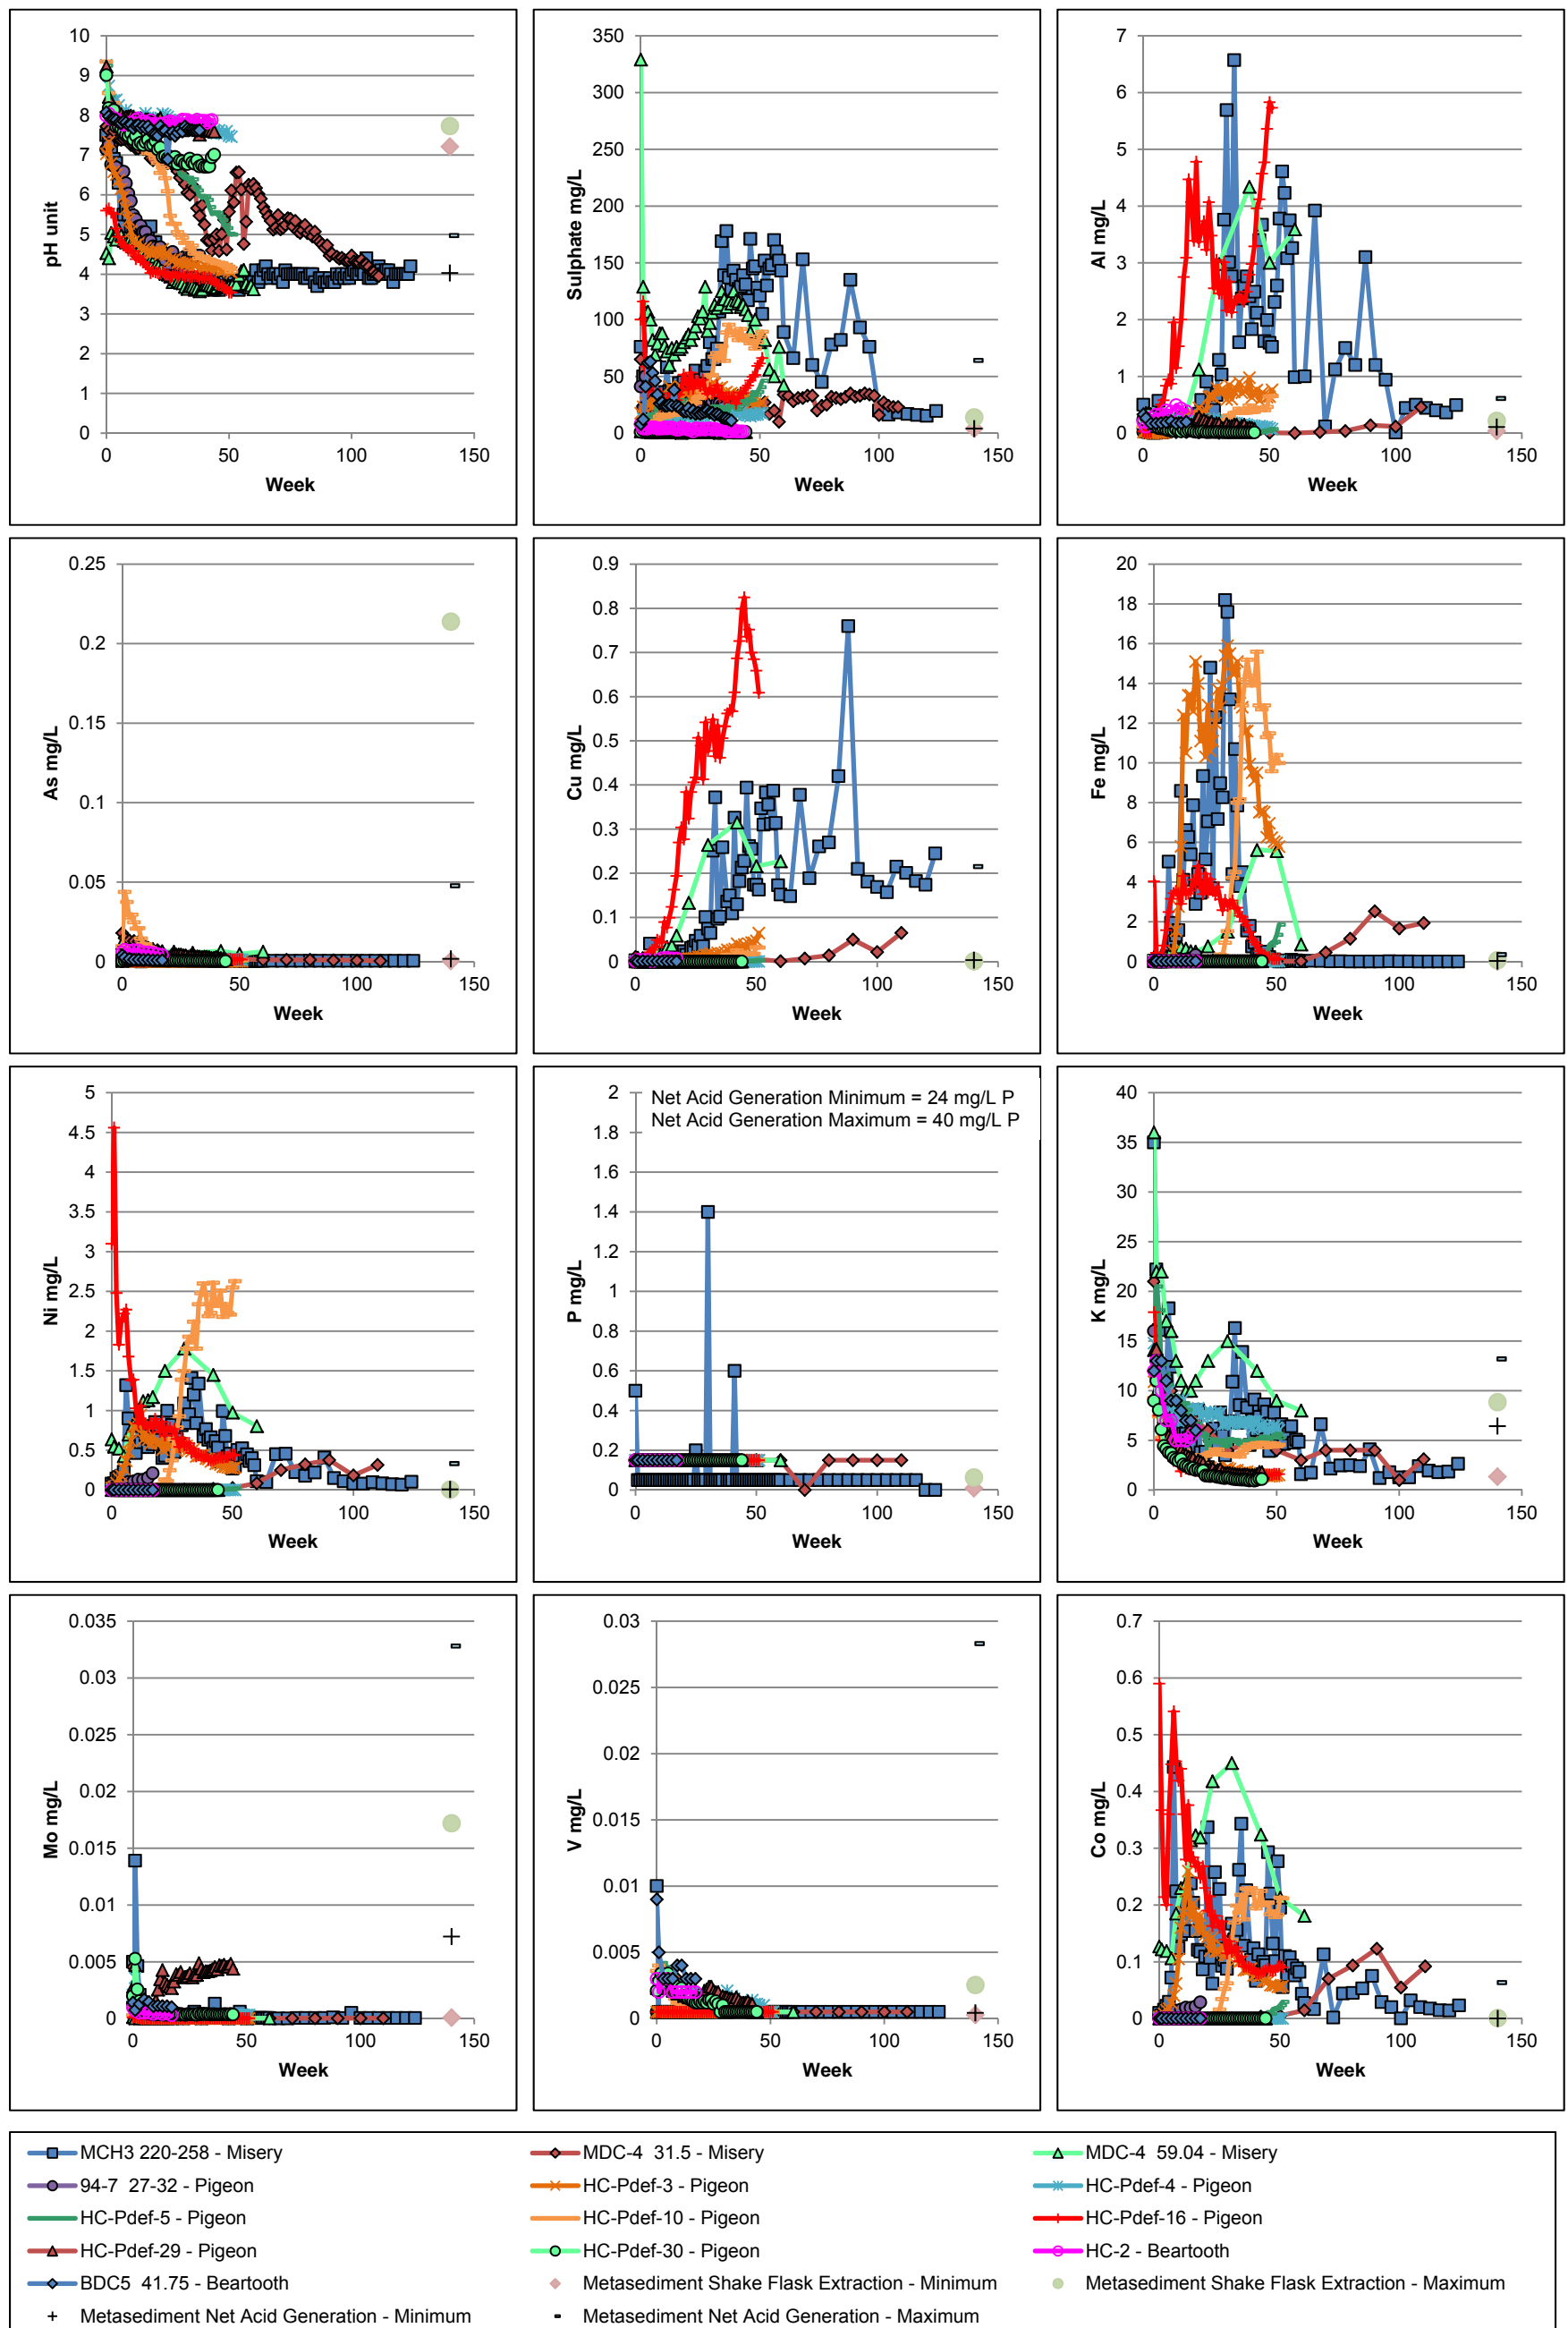 pH unit
10
9
8
7
6
5
4
3
2
1
0
0 50 100 150
Week
Sulphate mg/L
350
300
250
200
150
100
50
0
0 50 100 150
Week
Al mg/L
7
6
5
4
3
2
1
0
0 50 100 150
Week
As mg/L
0.25
0.2
0.15
0.1
0.05
0
0 50 100 150
Week
Cu mg/L
0.9
0.8
0.7
0.6
0.5
0.4
0.3
0.2
0.1
0
0 50 100 150
Week
Fe mg/L
20
18
16
14
12
10
8
6
4
2
0
0 50 100 150
Week
Ni mg/L
5
4.5
4
3.5
3
2.5
2
1.5
1
0.5
0
0 50 100 150
Week
P mg/L
Net Acid Generation Minimum = 24 mg/L P
Net Acid Generation Maximum = 40 mg/L P
2
1.8
1.6
1.4
1.2
1
0.8
0.6
0.4
0.2
0
0 50 100 150
Week
K mg/L
40
35
30
25
20
15
10
5
0
0 50 100 150
Week
Mo mg/L
0.035
0.03
0.025
0.02
0.015
0.01
0.005
0
0 50 100 150
Week
V mg/L
0.03
0.025
0.02
0.015
0.01
0.005
0
0 50 100 150
Week
Co mg/L
0.7
0.6
0.5
0.4
0.3
0.2
0.1
0
0 50 100 150
Week
MCH3 220-258 - Misery
MDC-4 31.5 - Misery
MDC-4 59.04 - Misery
94-7 27-32 - Pigeon
HC-Pdef-3 - Pigeon
HC-Pdef-4 - Pigeon
HC-Pdef-5 - Pigeon
HC-Pdef-10 - Pigeon
HC-Pdef-16 - Pigeon
HC-Pdef-29 - Pigeon
HC-Pdef-30 - Pigeon
HC-2 - Beartooth
BDC5 41.75 - Beartooth
Metasediment Shake Flask Extraction - Minimum
Metasediment Shake Flask Extraction - Maximum
Metasediment Net Acid Generation - Minimum
Metasediment Net Acid Generation - Maximum